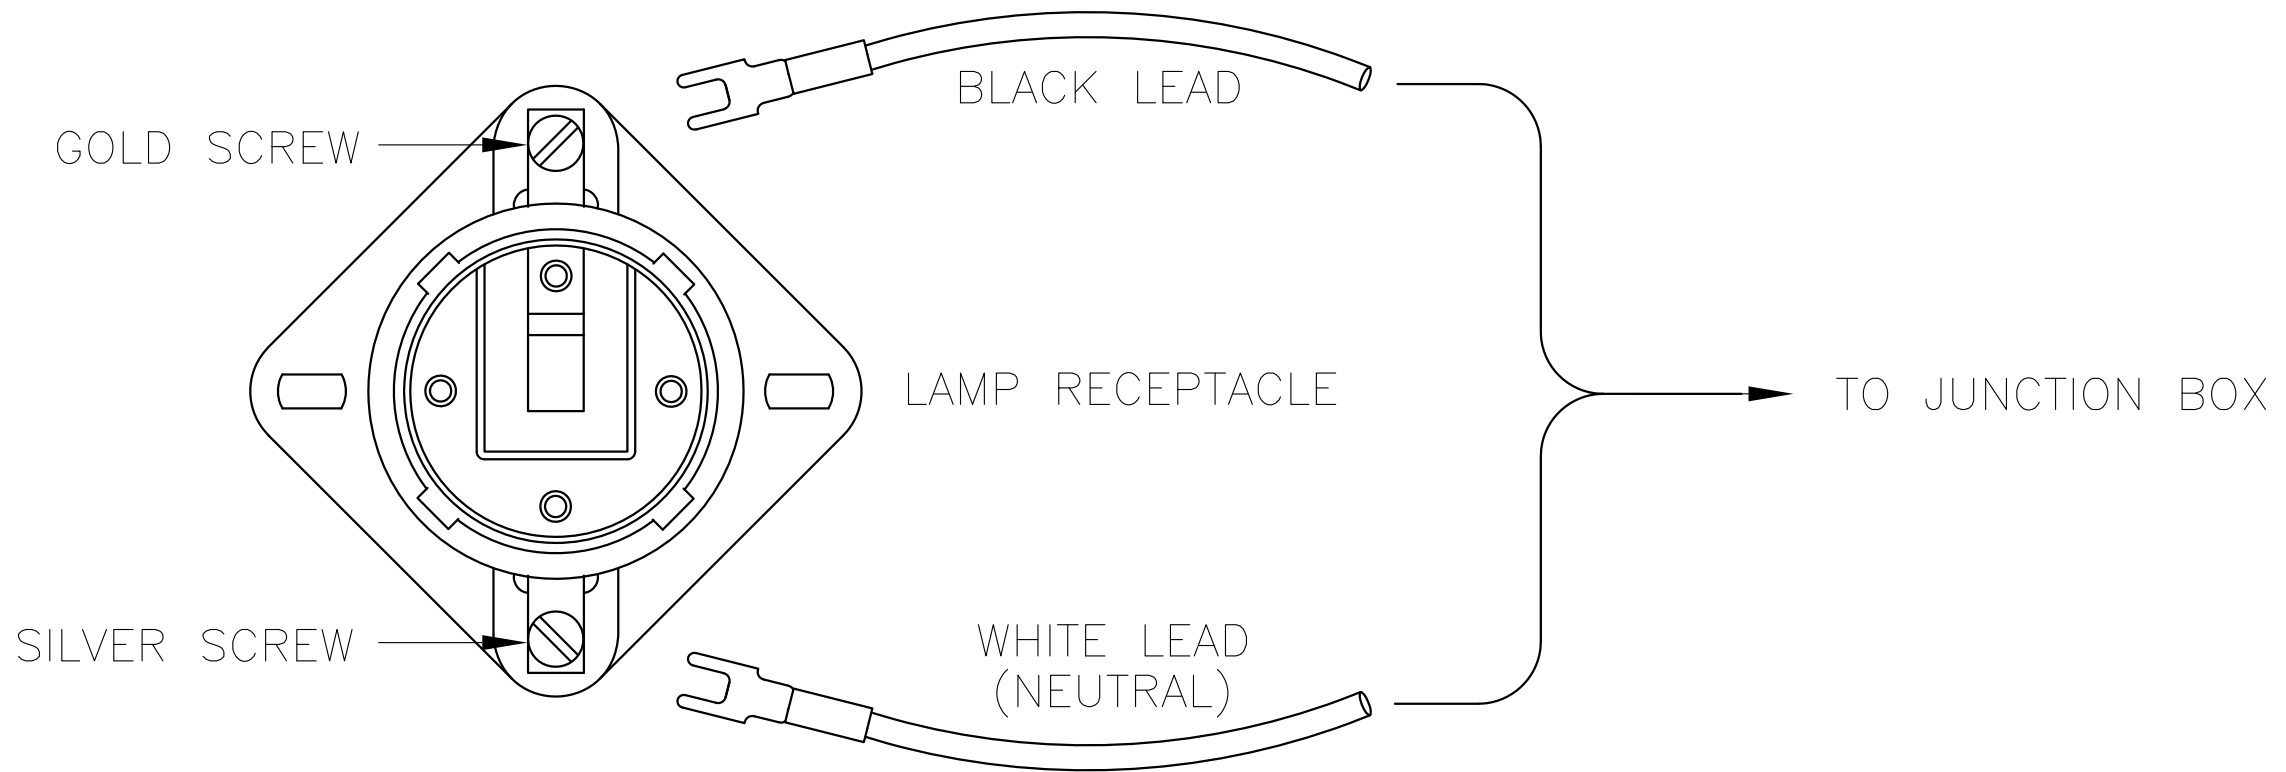 BLACK LEAD
GOLD SCREW
LAMP RECEPTACLE
TO JUNCTION BOX
SILVER SCREW
WHITE LEAD
(NEUTRAL)